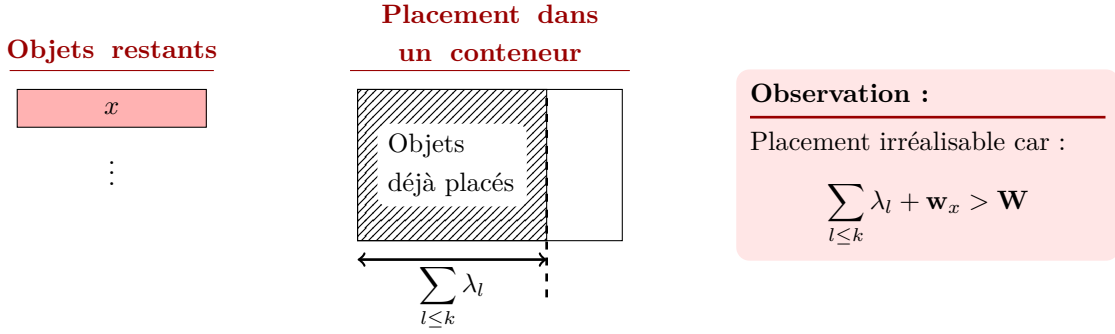 Objets restants
x
⋮
Placement dans
un conteneur
Objets
déjà placés
∑_{l≤k} λ_l
Observation :
Placement irréalisable car :
∑_{l≤k} λ_l + w_x > W